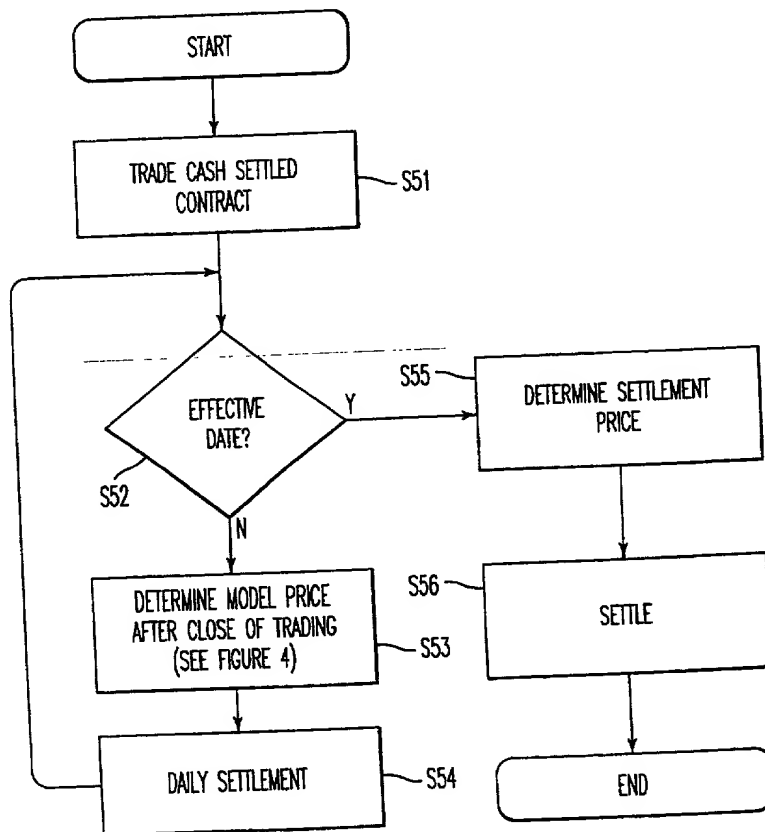 START
TRADE CASH SETTLED
CONTRACT
S51
EFFECTIVE
DATE?
S52
Y
N
S55
DETERMINE SETTLEMENT
PRICE
DETERMINE MODEL PRICE
AFTER CLOSE OF TRADING
(SEE FIGURE 4)
S53
S56
SETTLE
DAILY SETTLEMENT
S54
END